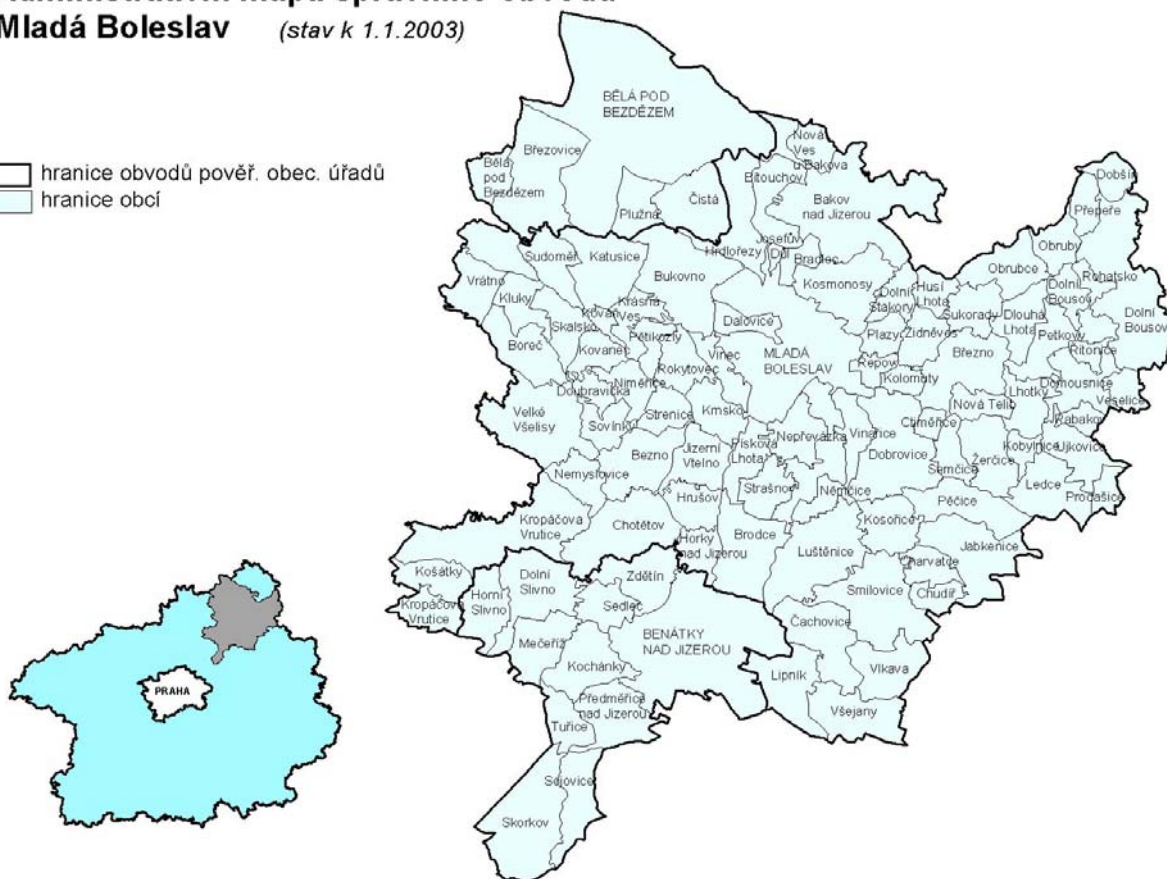 Mladá Boleslav (stav k 1.1.2003)
hranice obvodů pověř. obec. úřadů
hranice obcí
BĚLÁ POD
BEZDĚZEM
Březovice
Bělá
pod
Bezdězem
Plužná
Čistá
Nová
Ves
u Bakova
Bítouchov
Bakov
nad Jizerou
Dobšín
Přepeře
Obruby
Obrubce
Rohatsko
Dolní
Bousov
Dolní
Bousov
Sudoměř
Katusice
Bukovno
Hrdlořezy
Josefův
Důl
Bradlec
Kosmonosy
Dolní
Stakory
Husí
Lhota
Sukorady
Dlouhá
Lhota
Petkovy
Řitonice
Vrátno
Kluky
Krásná
Ves
Kováň
Skalsko
Boreč
Kovanec
Pětikozly
Dalovice
Vinec
Rokytovec
MLADÁ
BOLESLAV
Plazy
Židněves
Březno
Řepov
Kolomuty
Domousnice
Veselice
Lhotky
Rabakov
Doubravička
Niměřice
Velké
Všelisy
Sovínky
Strenice
Krnsko
Nová Telib
Ctiměřice
Vinařice
Nepřevázka
Písková
Lhota
Jizerní
Vtelno
Bezno
Dobrovice
Semčice
Žerčice
Kobylnice
Ujkovice
Ledce
Prodašice
Nemyslovice
Hrušov
Strašnov
Němčice
Pěčice
Kropáčova
Vrutice
Chotětov
Horky
nad Jizerou
Brodce
Kosořice
Luštěnice
Jabkenice
Charvatce
Chudíř
Smilovice
Košátky
Kropáčova
Vrutice
Horní
Slivno
Dolní
Slivno
Zdětín
Sedlec
Čachovice
Mečeříž
BENÁTKY
NAD JIZEROU
Kochánky
Lipník
Vlkava
Všejany
Předměřice
nad Jizerou
Tuřice
Sojovice
Skorkov
PRAHA